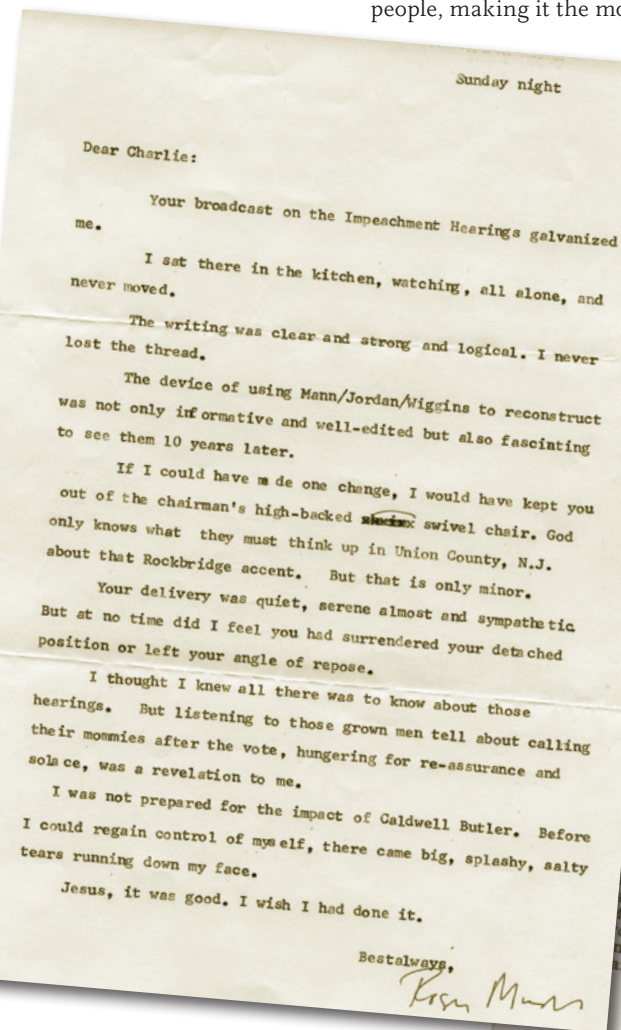 people, making it the mo
Sunday night
Dear Charlie:
Your broadcast on the Impeachment Hearings galvanized
me.
I sat there in the kitchen, watching, all alone, and
never moved.
The writing was clear and strong and logical. I never
lost the thread.
The device of using Mann/Jordan/Wiggins to reconstruct
was not only informative and well-edited but also fascinting
to see them 10 years later.
If I could have made one change, I would have kept you
out of the chairman's high-backed swivel chair. God
only knows what they must think up in Union County, N.J.
about that Rockbridge accent. But that is only minor.
Your delivery was quiet, serene almost and sympathetic
But at no time did I feel you had surrendered your detached
position or left your angle of repose.
I thought I knew all there was to know about those
hearings. But listening to those grown men tell about calling
their mommies after the vote, hungering for re-assurance and
solace, was a revelation to me.
I was not prepared for the impact of Caldwell Butler. Before
I could regain control of myself, there came big, splashy, salty
tears running down my face.
Jesus, it was good. I wish I had done it.
Bestalways,
Roger